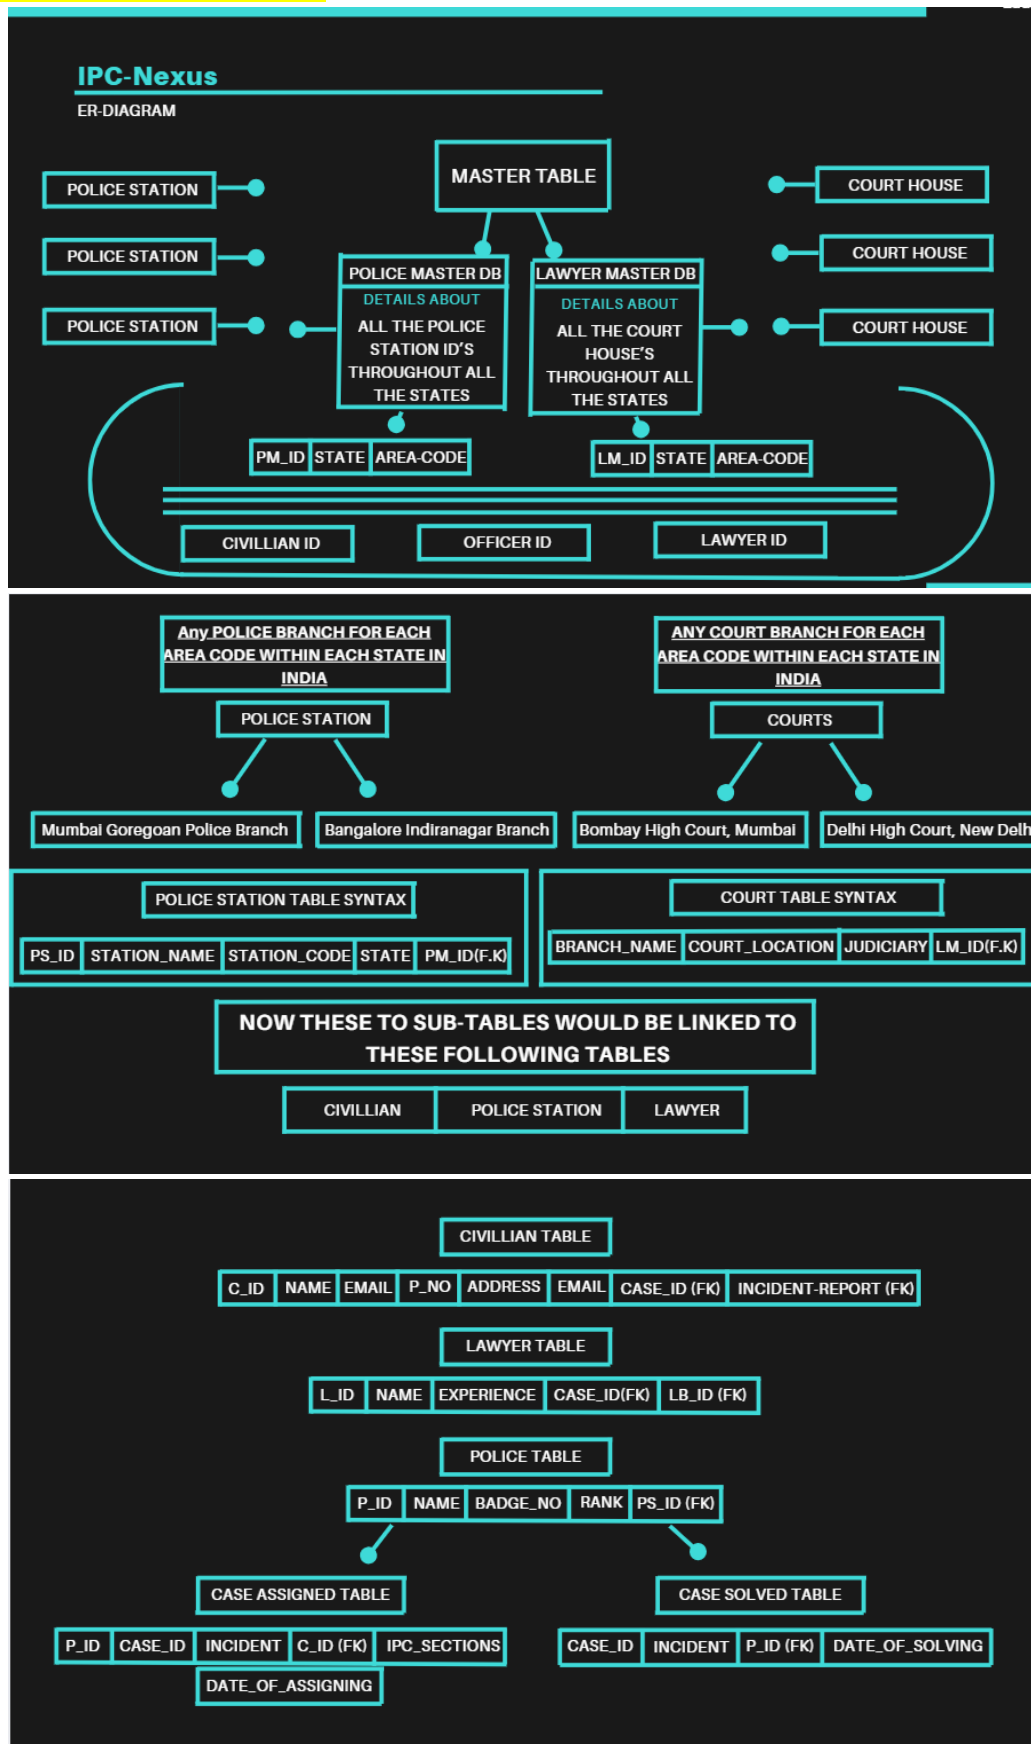 IPC-Nexus
ER-DIAGRAM
MASTER TABLE
POLICE STATION
POLICE STATION
POLICE STATION
COURT HOUSE
COURT HOUSE
COURT HOUSE
POLICE MASTER DB
DETAILS ABOUT
ALL THE POLICE
STATION ID'S
THROUGHOUT ALL
THE STATES
LAWYER MASTER DB
DETAILS ABOUT
ALL THE COURT
HOUSE'S
THROUGHOUT ALL
THE STATES
PM_ID STATE AREA-CODE
LM_ID STATE AREA-CODE
CIVILLIAN ID
OFFICER ID
LAWYER ID
Any POLICE BRANCH FOR EACH
AREA CODE WITHIN EACH STATE IN
INDIA
POLICE STATION
Mumbai Goregoan Police Branch
Bangalore Indiranagar Branch
ANY COURT BRANCH FOR EACH
AREA CODE WITHIN EACH STATE IN
INDIA
COURTS
Bombay High Court, Mumbai
Delhi High Court, New Delh
POLICE STATION TABLE SYNTAX
PS_ID STATION_NAME STATION_CODE STATE PM_ID(F.K)
COURT TABLE SYNTAX
BRANCH_NAME COURT_LOCATION JUDICIARY LM_ID(F.K)
NOW THESE TO SUB-TABLES WOULD BE LINKED TO
THESE FOLLOWING TABLES
CIVILLIAN POLICE STATION LAWYER
CIVILLIAN TABLE
C_ID NAME EMAIL P_NO ADDRESS EMAIL CASE_ID (FK) INCIDENT-REPORT (FK)
LAWYER TABLE
L_ID NAME EXPERIENCE CASE_ID(FK) LB_ID (FK)
POLICE TABLE
P_ID NAME BADGE_NO RANK PS_ID (FK)
CASE ASSIGNED TABLE
P_ID CASE_ID INCIDENT C_ID (FK) IPC_SECTIONS
DATE_OF_ASSIGNING
CASE SOLVED TABLE
CASE_ID INCIDENT P_ID (FK) DATE_OF_SOLVING